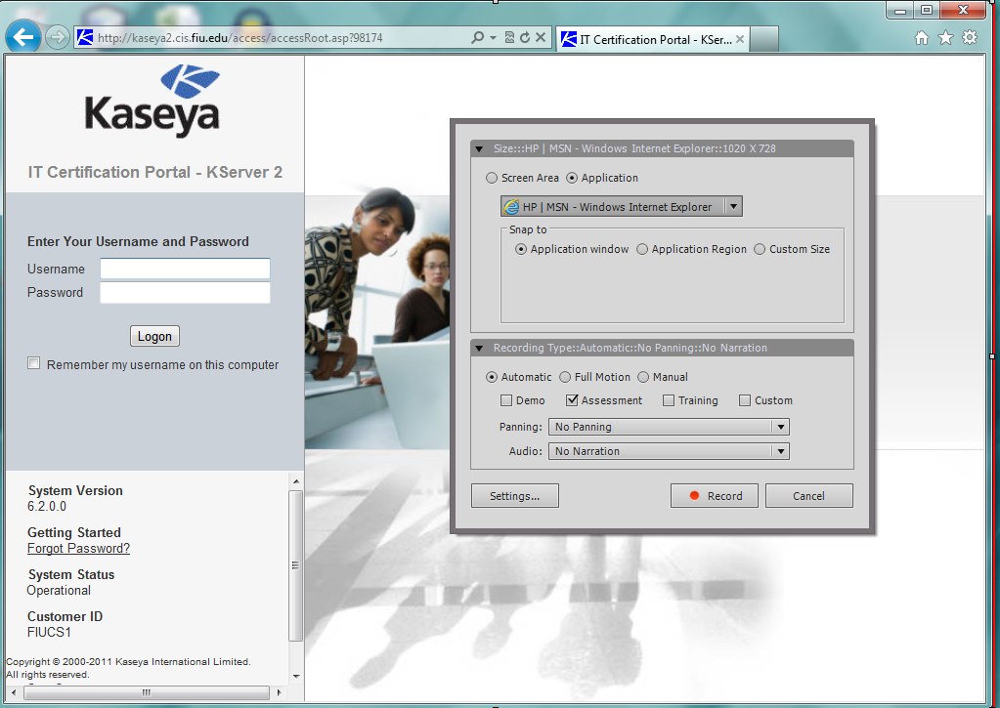 http://kaseya2.cis.fiu.edu/access/accessRoot.asp?98174
IT Certification Portal - KSer...
Kaseya
IT Certification Portal - KServer 2
Enter Your Username and Password
Username
Password
Logon
Remember my username on this computer
System Version
6.2.0.0
Getting Started
Forgot Password?
System Status
Operational
Customer ID
FIUCS1
Copyright © 2000-2011 Kaseya International Limited.
All rights reserved.
Size:::HP | MSN - Windows Internet Explorer::1020 X 728
Screen Area Application
HP | MSN - Windows Internet Explorer
Snap to
Application window Application Region Custom Size
Recording Type::Automatic::No Panning::No Narration
Automatic Full Motion Manual
Demo Assessment Training Custom
Panning: No Panning
Audio: No Narration
Settings... Record Cancel